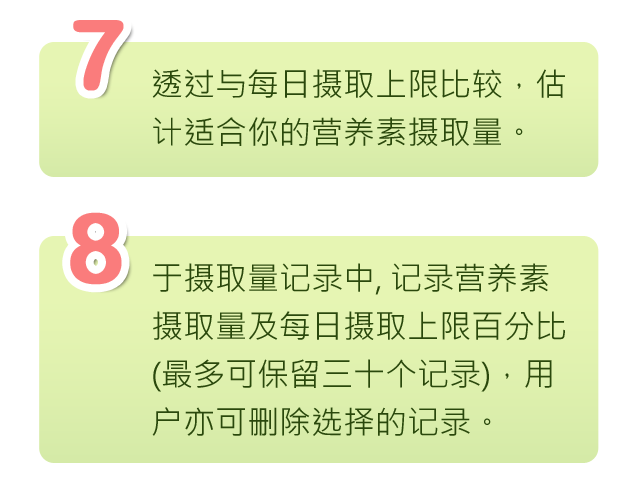 7
透过与每日摄取上限比较，估
计适合你的营养素摄取量。
8
于摄取量记录中, 记录营养素
摄取量及每日摄取上限百分比
(最多可保留三十个记录)，用
户亦可删除选择的记录。